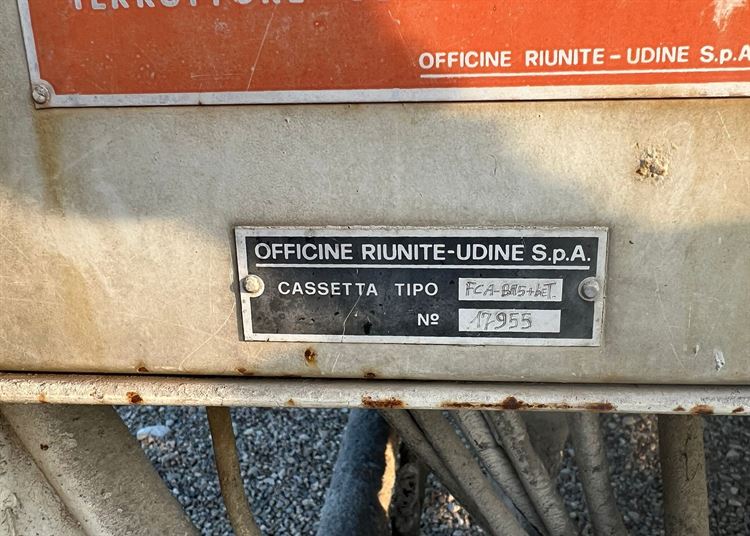 OFFICINE RIUNITE – UDINE S.p.A
OFFICINE RIUNITE-UDINE S.p.A.
CASSETTA TIPO
Nº 17955